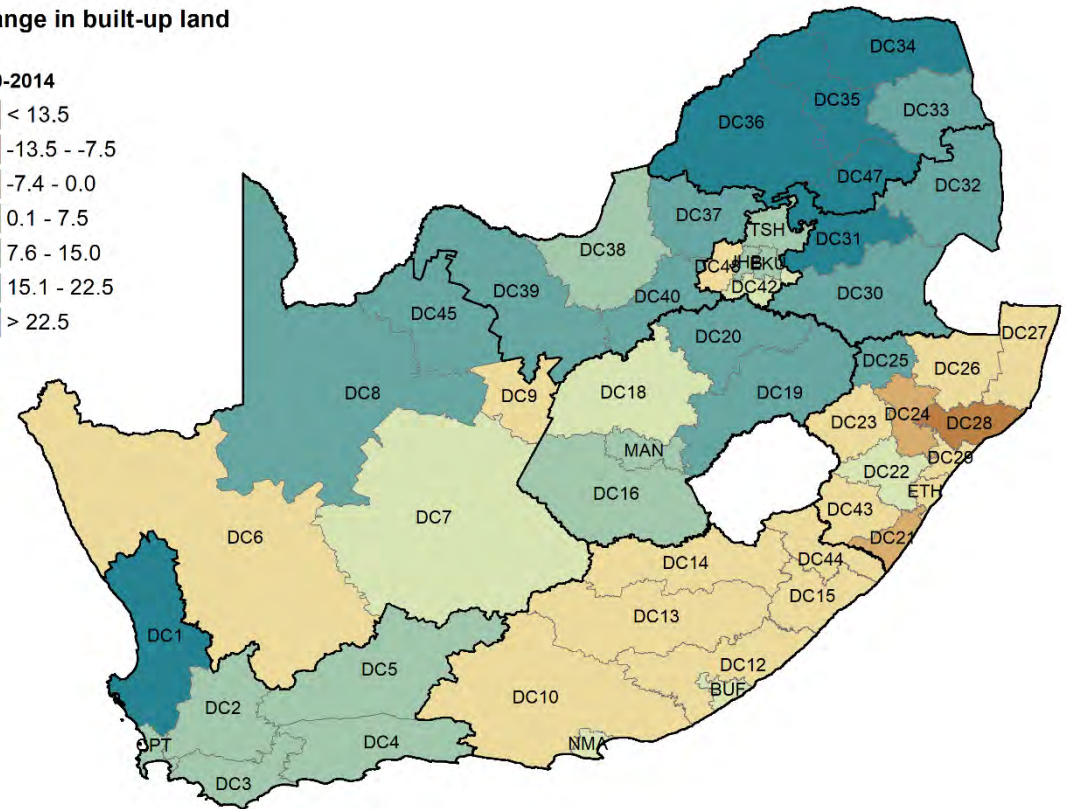 ange in built-up land
-2014
< 13.5
-13.5 - -7.5
-7.4 - 0.0
0.1 - 7.5
7.6 - 15.0
15.1 - 22.5
> 22.5
DC34
DC35
DC33
DC36
DC47
DC32
DC37
TSH
DC31
DC38
DC42
DC39
DC40
DC30
DC45
DC20
DC27
DC25
DC26
DC8
DC9
DC18
DC19
DC24
DC23
DC28
MAN
DC29
DC22
DC16
ETH
DC7
DC43
DC6
DC21
DC14
DC44
DC15
DC13
DC1
DC5
DC12
BUF
DC10
DC2
NMA
PT
DC4
DC3